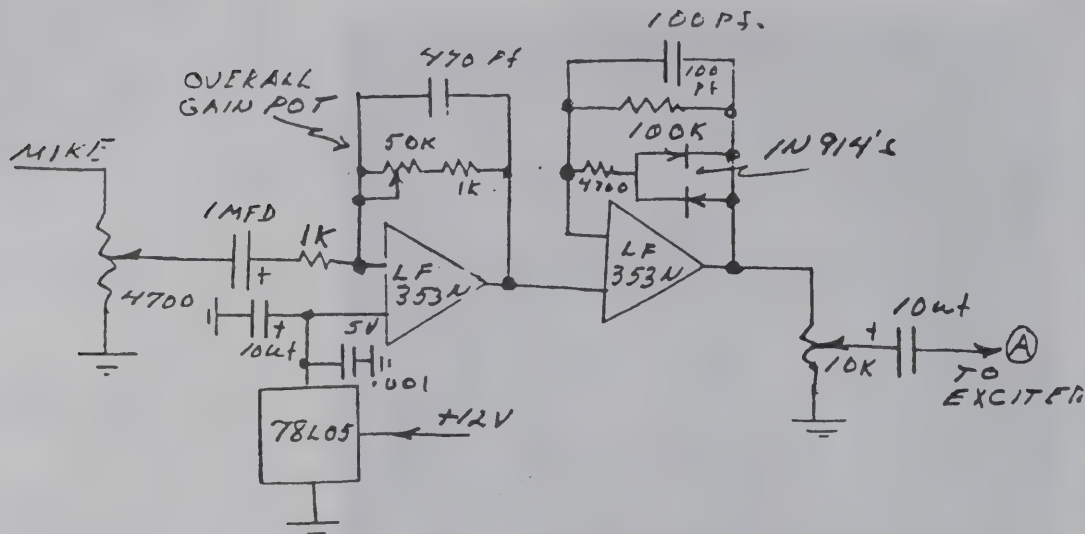 100 Pf.
470 Pf
100
Pf
OVERALL
GAIN POT
50K
1K
100K
1N914's
4700
MIKE
1MFD
+
1K
LF
353N
LF
353N
4700
+
10uf
5V
.001
+
10uf
10K
A
TO
EXCITER
78L05
+12V